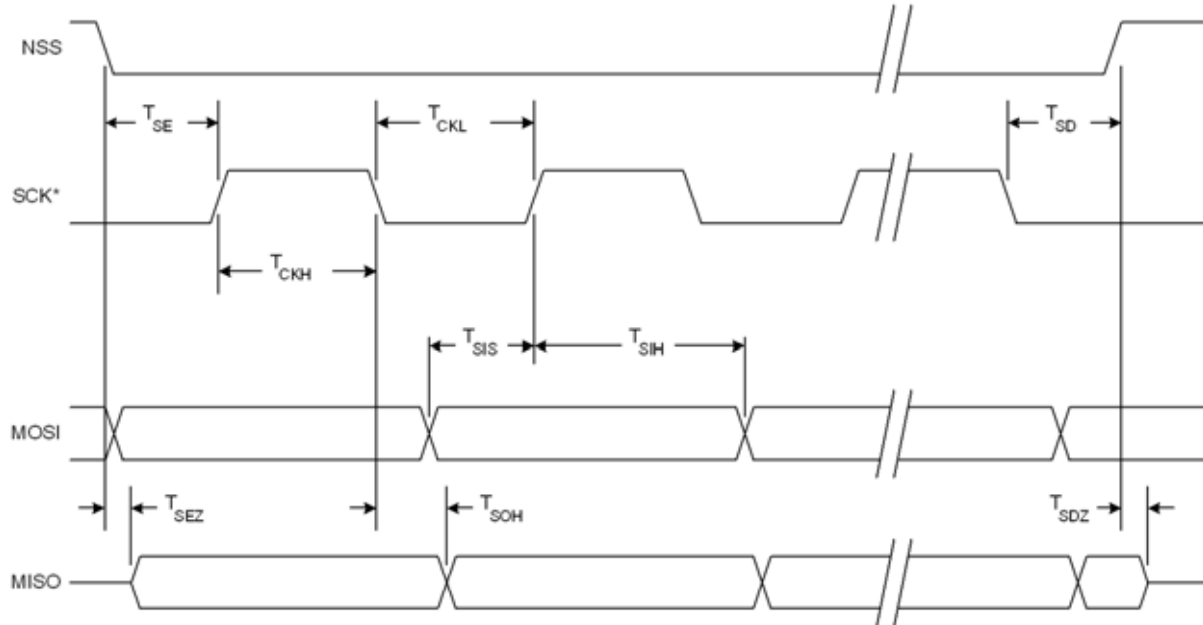 NSS
T_SE
T_CKL
T_SD
SCK*
T_CKH
T_SIS
T_SIH
MOSI
T_SEZ
T_SOH
T_SDZ
MISO